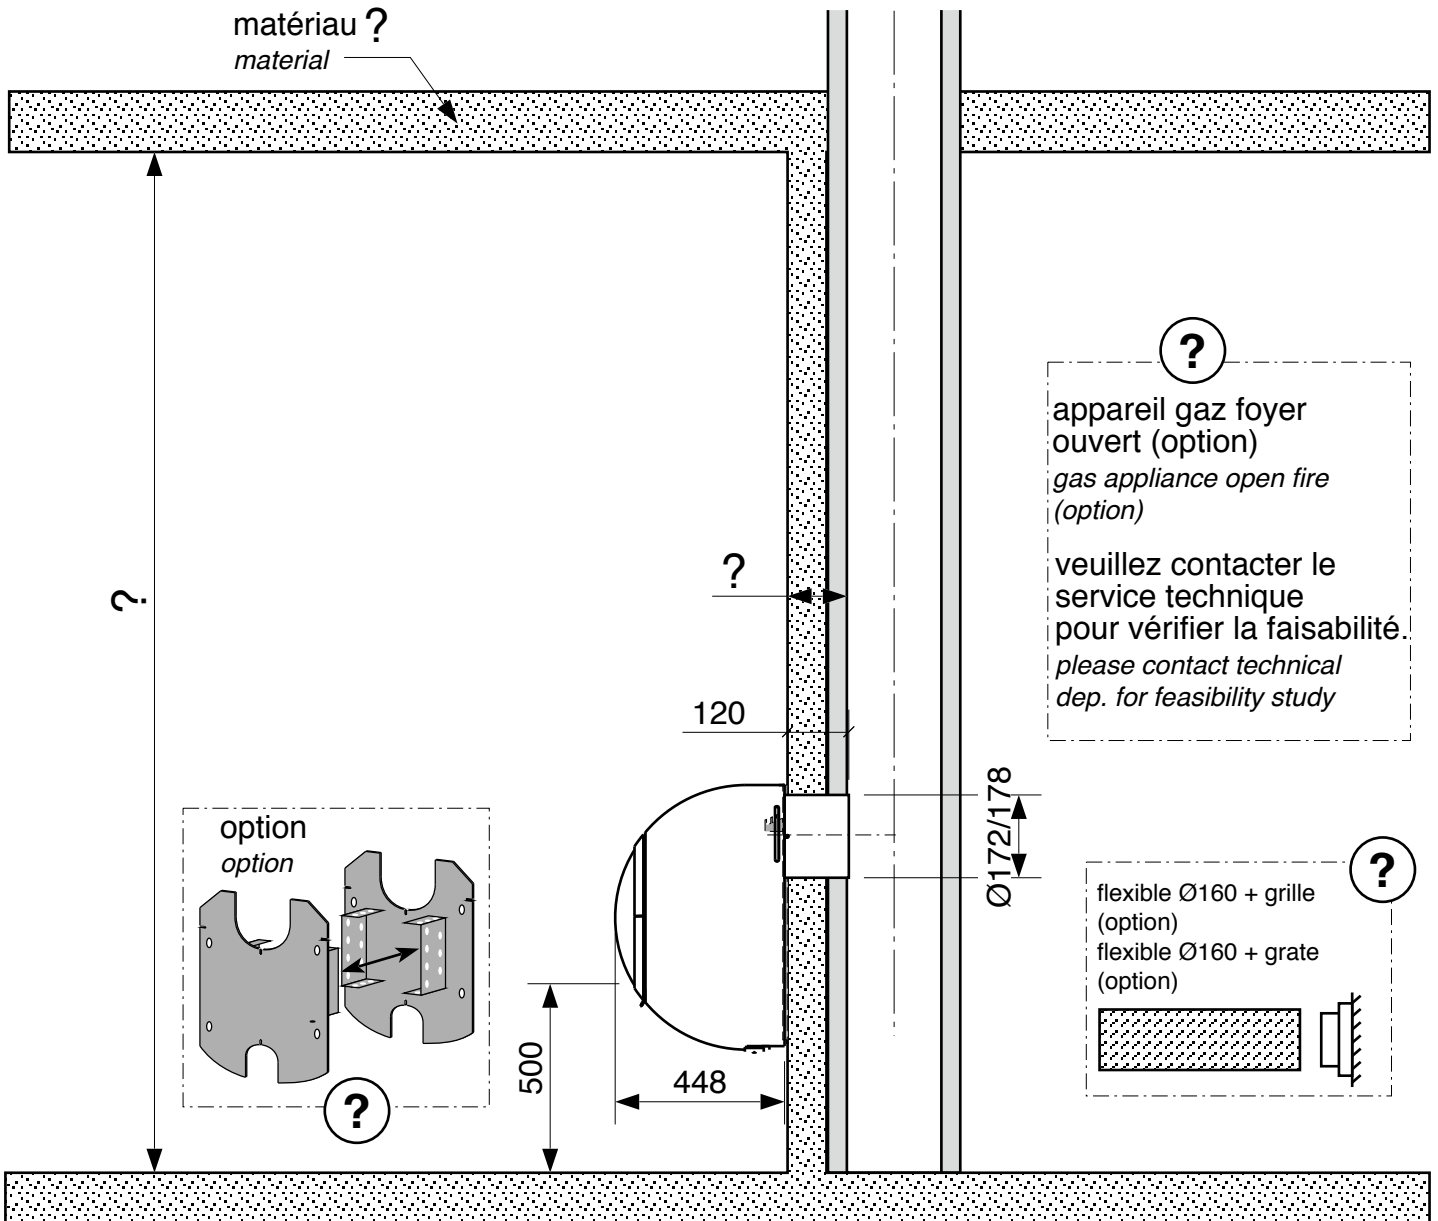 matériau ?
material
?
appareil gaz foyer
ouvert (option)
gas appliance open fire
(option)
veuillez contacter le
service technique
pour vérifier la faisabilité.
please contact technical
dep. for feasibility study
?
?
120
Ø172/178
option
option
?
500
448
?
flexible Ø160 + grille
(option)
flexible Ø160 + grate
(option)